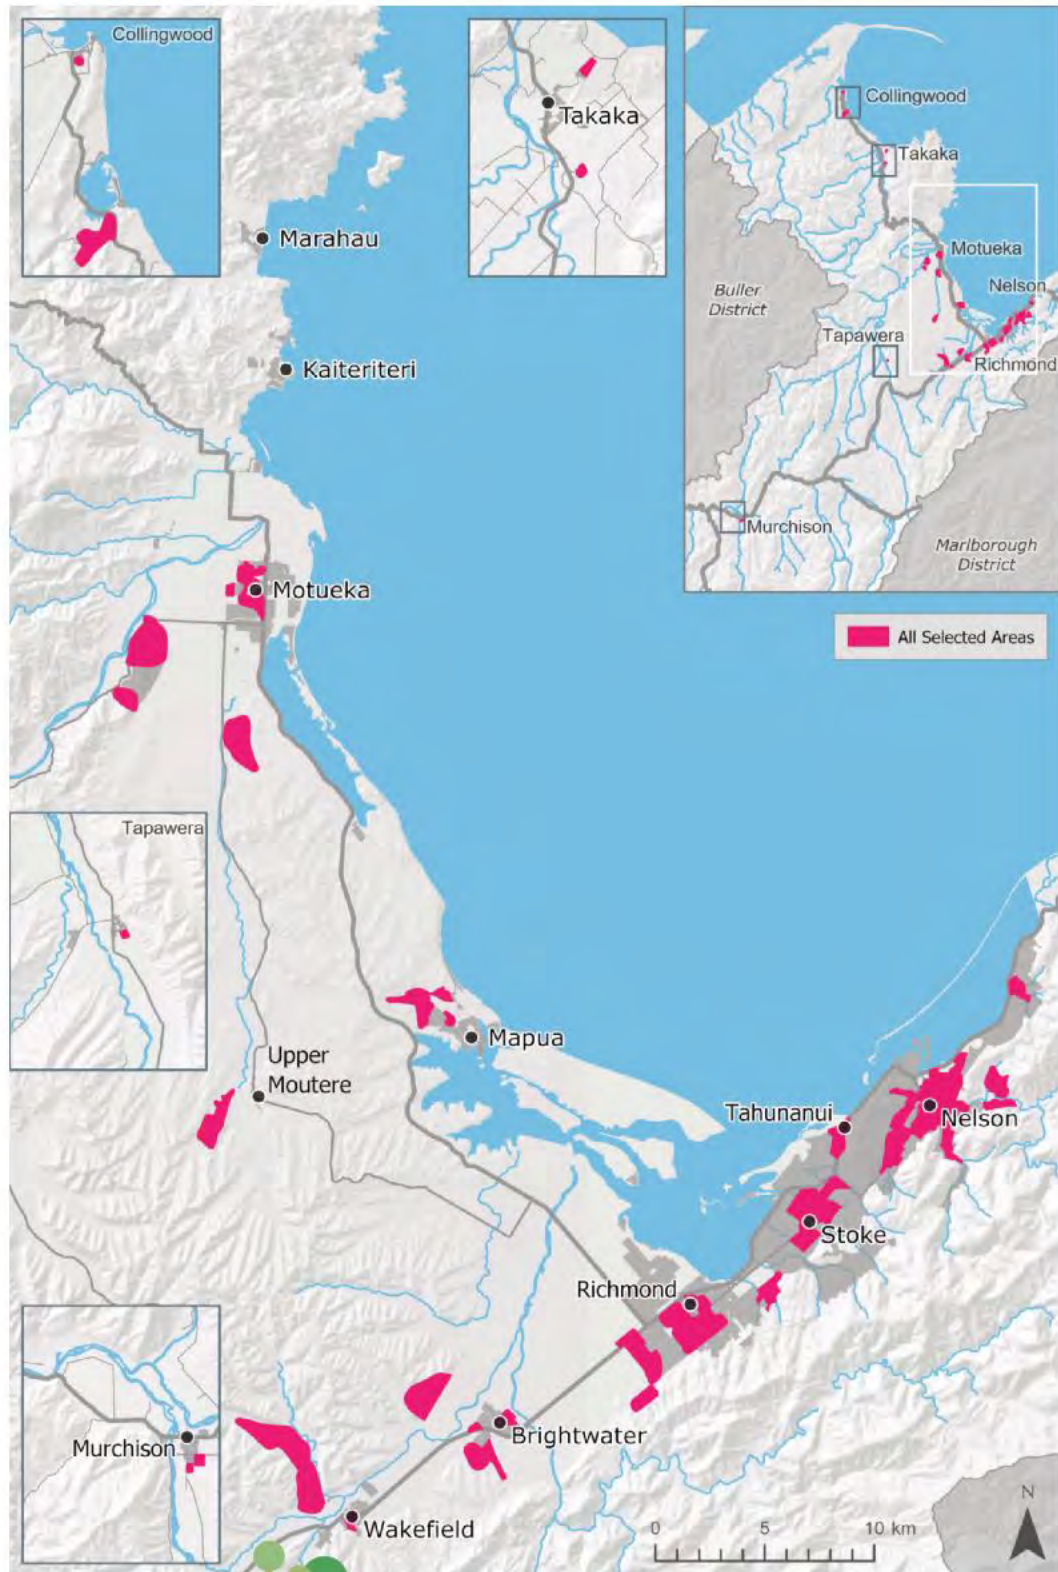 Collingwood
Takaka
Marahau
Kaiteriteri
Collingwood
Takaka
Motueka
Nelson
Buller
District
Tapawera
Richmond
Murchison
Marlborough
District
Motueka
All Selected Areas
Tapawera
Mapua
Upper
Moutere
Tahunanui
Nelson
Stoke
Richmond
Murchison
Brightwater
Wakefield
0 5 10 km
N